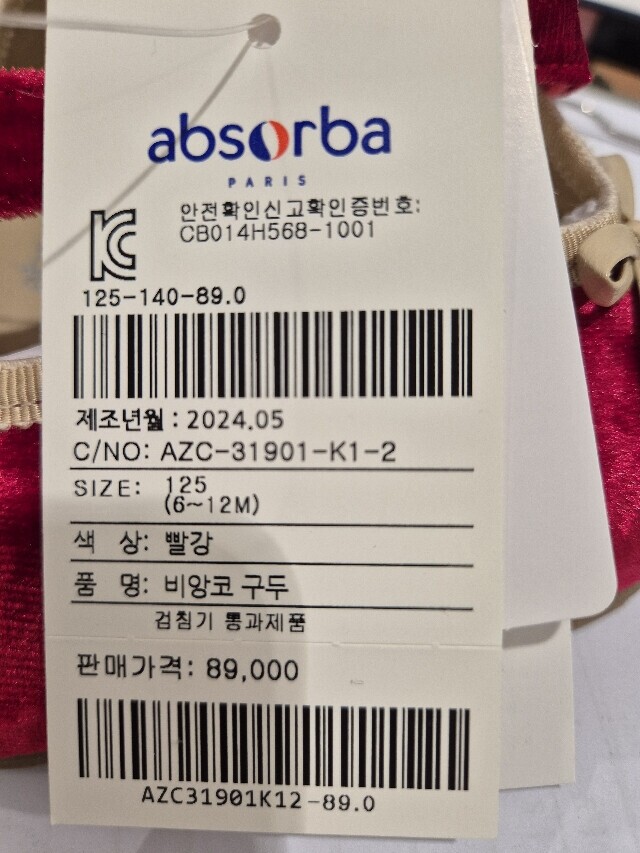 absorba
PARIS
안전확인신고확인증번호:
CB014H568-1001
125-140-89.0
제조년월 : 2024.05
C/NO: AZC-31901-K1-2
SIZE: 125
(6~12M)
색 상: 빨강
품 명: 비앙코 구두
검침기 통과제품
판매가격: 89,000
AZC31901K12-89.0